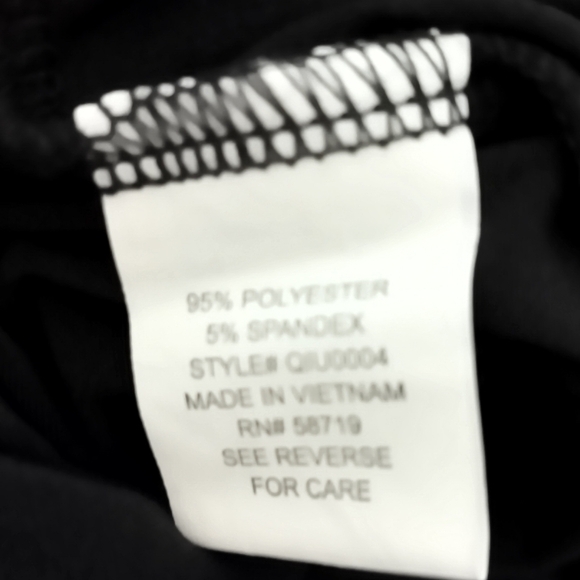 95% POLYESTER
5% SPANDEX
STYLE# QIU0004
MADE IN VIETNAM
RN# 58719
SEE REVERSE
FOR CARE